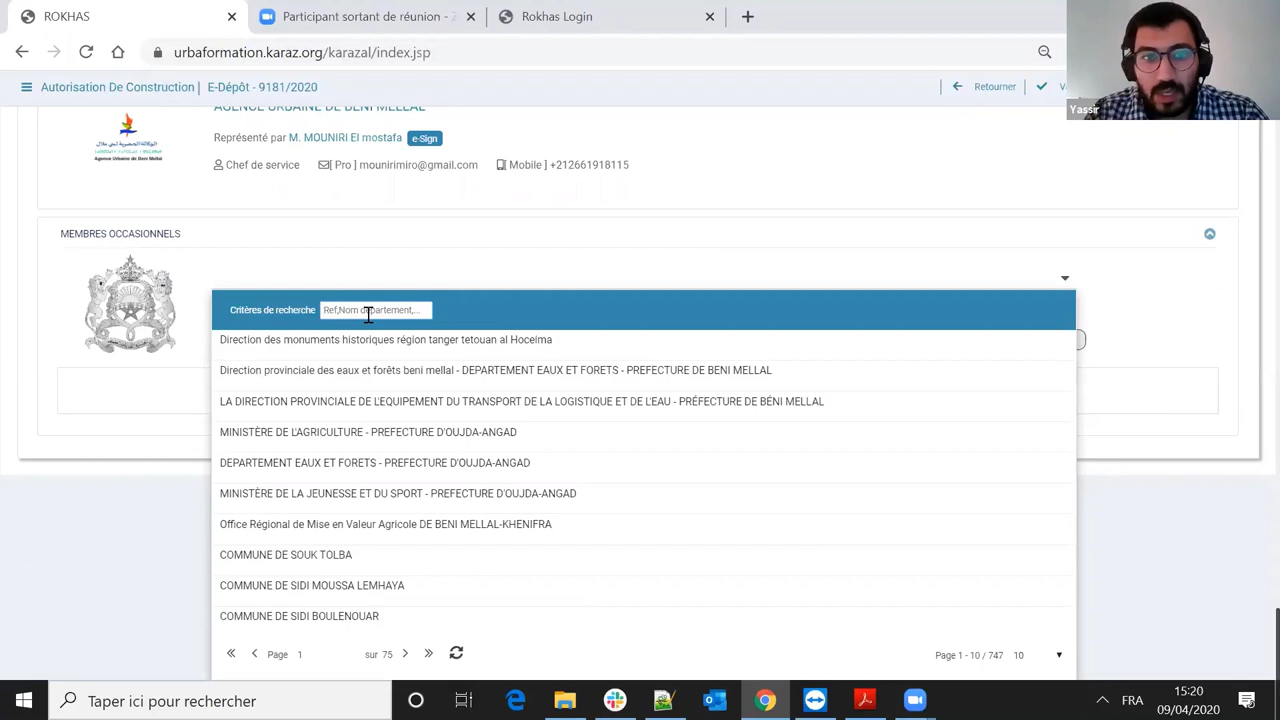 ROKHAS
Participant sortant de réunion - Z
Rokhas Login
urbaformation.karaz.org/karazal/index.jsp
Autorisation De Construction | E-Dépôt - 9181/2020
Retourner
Yassir
AGENCE URBAINE DE BENI MELLAL
Représenté par M. MOUNIRI El mostafa e-Sign
Agence Urbaine de Beni Mellal
Chef de service [ Pro ] mounirimiro@gmail.com [ Mobile ] +212661918115
MEMBRES OCCASIONNELS
Critères de recherche Ref,Nom département,...
Direction des monuments historiques région tanger tetouan al Hoceima
Direction provinciale des eaux et forêts beni mellal - DEPARTEMENT EAUX ET FORETS - PREFECTURE DE BENI MELLAL
LA DIRECTION PROVINCIALE DE L'EQUIPEMENT DU TRANSPORT DE LA LOGISTIQUE ET DE L'EAU - PRÉFECTURE DE BÉNI MELLAL
MINISTÈRE DE L'AGRICULTURE - PREFECTURE D'OUJDA-ANGAD
DEPARTEMENT EAUX ET FORETS - PREFECTURE D'OUJDA-ANGAD
MINISTÈRE DE LA JEUNESSE ET DU SPORT - PREFECTURE D'OUJDA-ANGAD
Office Régional de Mise en Valeur Agricole DE BENI MELLAL-KHENIFRA
COMMUNE DE SOUK TOLBA
COMMUNE DE SIDI MOUSSA LEMHAYA
COMMUNE DE SIDI BOULENOUAR
Page 1 sur 75 Page 1 - 10 / 747 10
Taper ici pour rechercher
FRA
15:20
09/04/2020